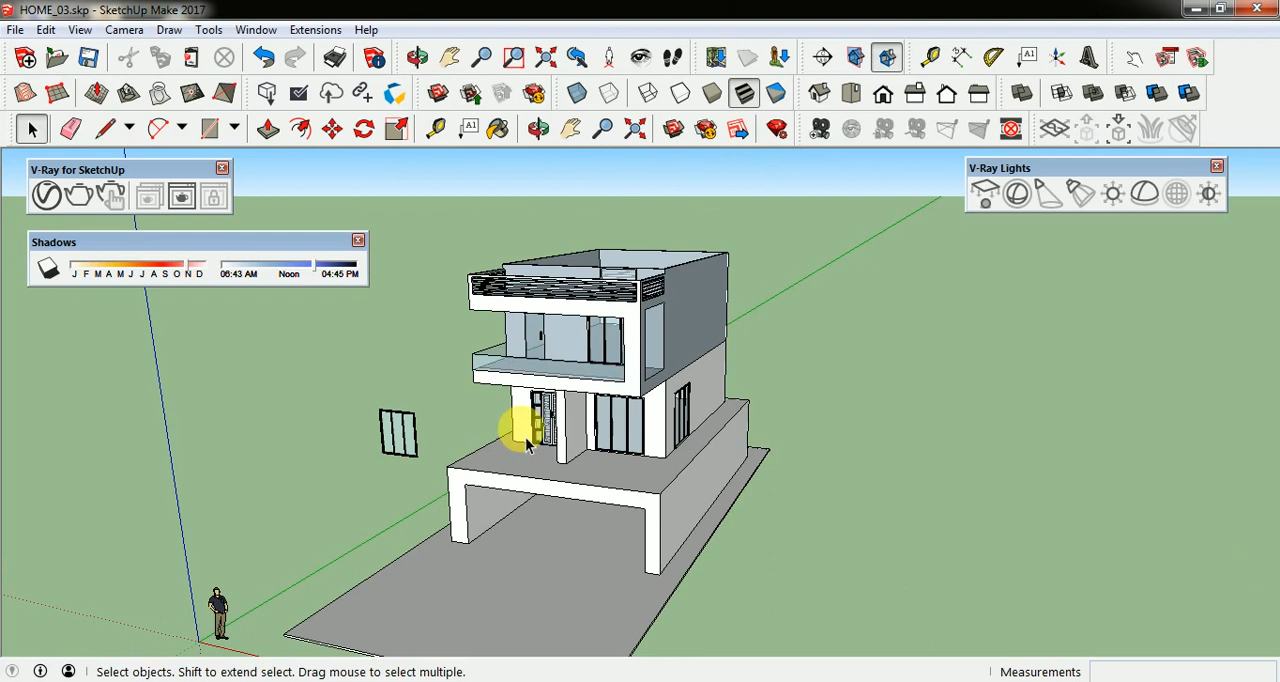 HOME_03.skp - SketchUp Make 2017
File Edit View Camera Draw Tools Window Extensions Help
A1
A1
V-Ray for SketchUp
V-Ray Lights
Shadows
J F M A M J J A S O N D
06:43 AM Noon 04:45 PM
Select objects. Shift to extend select. Drag mouse to select multiple.
Measurements